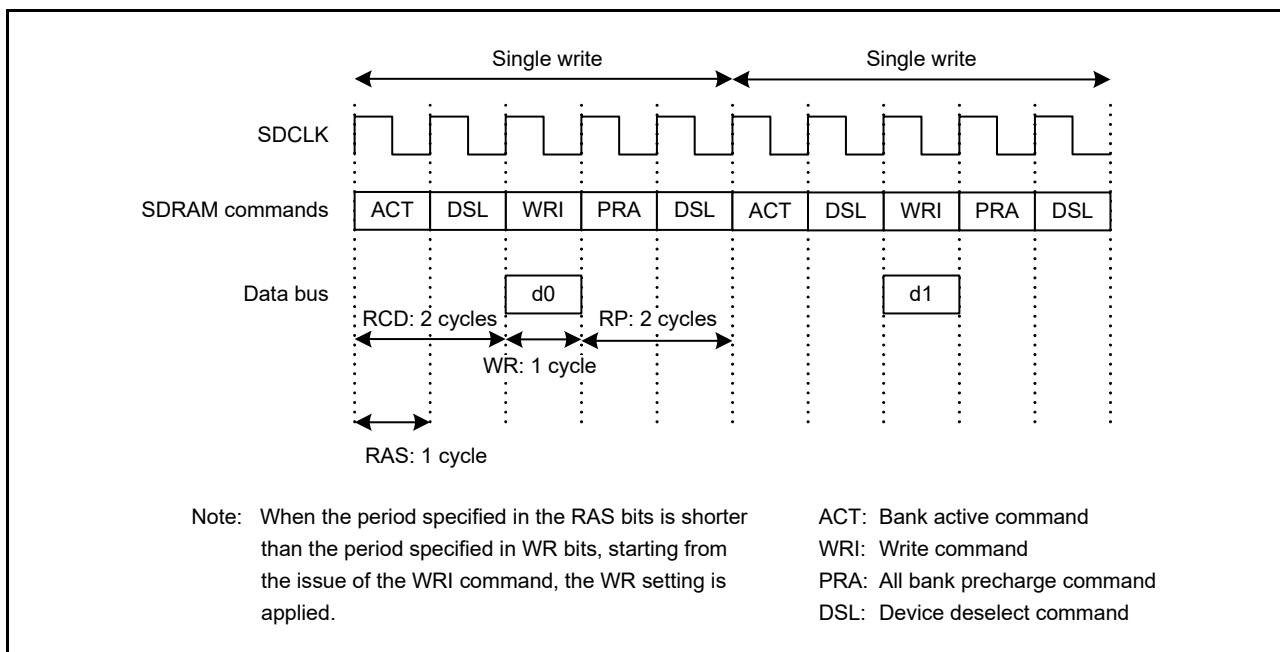 Single write Single write
SDCLK
SDRAM commands ACT DSL WRI PRA DSL ACT DSL WRI PRA DSL
Data bus d0 d1
RCD: 2 cycles RP: 2 cycles
WR: 1 cycle
RAS: 1 cycle
Note: When the period specified in the RAS bits is shorter
than the period specified in WR bits, starting from
the issue of the WRI command, the WR setting is
applied.
ACT: Bank active command
WRI: Write command
PRA: All bank precharge command
DSL: Device deselect command